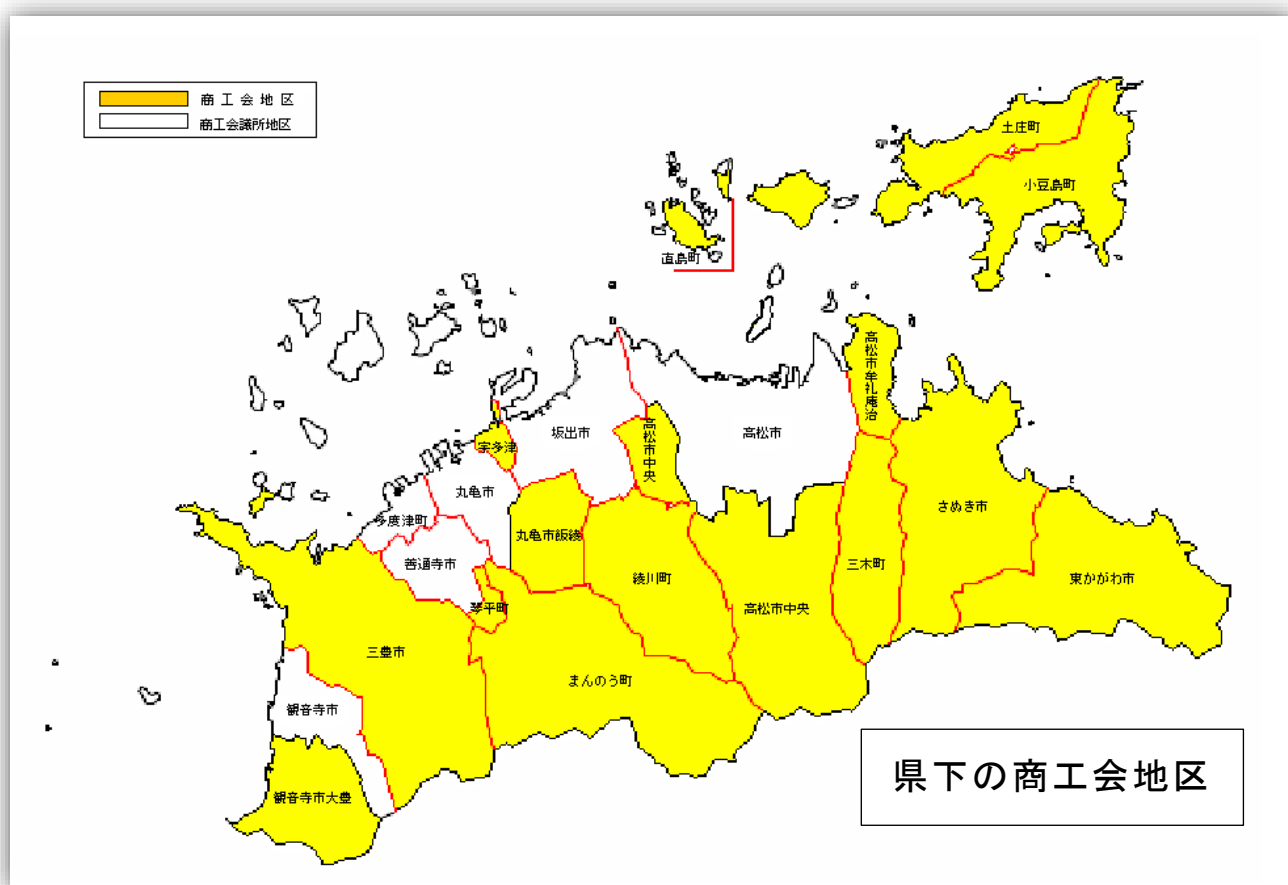 商工会地区
商工会議所地区
土庄町
小豆島町
直島町
高松市牟礼庵治
宇多津
坂出市
高松市中央
高松市
丸亀市
多度津町
善通寺市
丸亀市飯綾
さぬき市
綾川町
三木町
東かがわ市
琴平町
高松市中央
三豊市
まんのう町
観音寺市
観音寺市大豊
県下の商工会地区